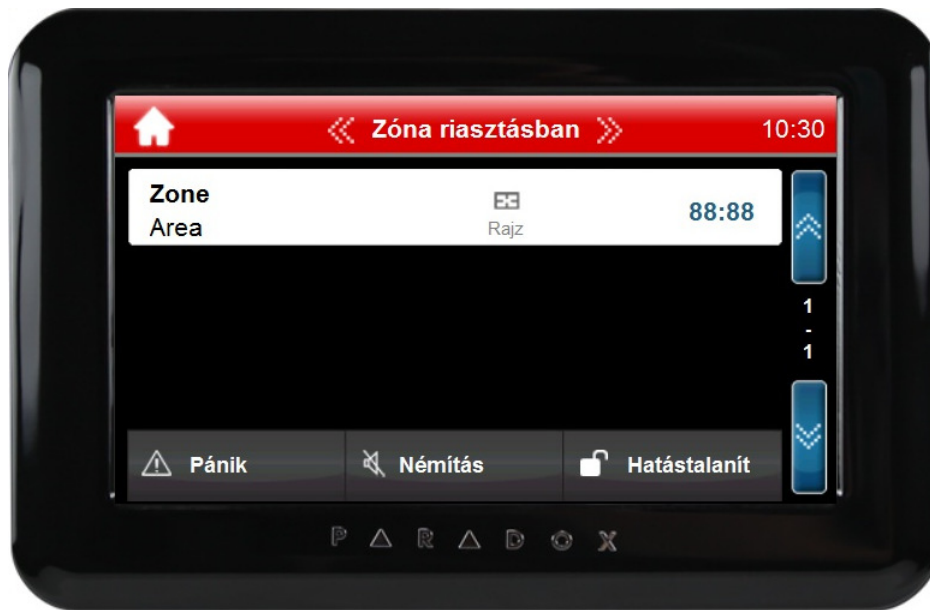 Zóna riasztásban
10:30
Zone
Area
Rajz
88:88
1
-
1
Pánik
Némítás
Hatástalanít
PARADOX